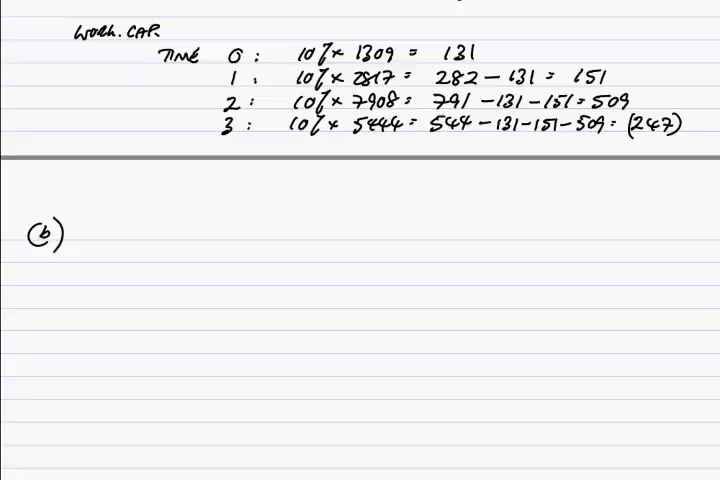 WORK. CAP.
TIME 0 : 10% × 1309 = 131
1 : 10% × 2817 = 282 - 131 = 151
2 : 10% × 7908 = 791 - 131 - 151 = 509
3 : 10% × 5444 = 544 - 131 - 151 - 509 = (247)
(b)